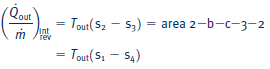 (Q̇out / ṁ)int rev = Tout(s2 − s3) = area 2–b–c–3–2
= Tout(s1 − s4)